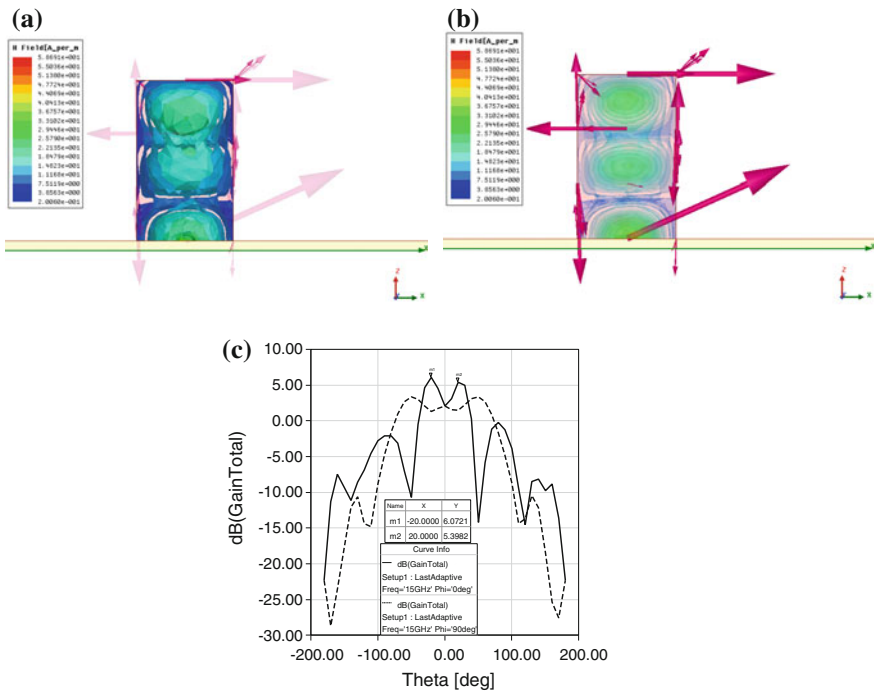 (a)
H Field[A_per_m
5.8691e+001
5.5036e+001
5.1380e+001
4.7724e+001
4.4069e+001
4.0413e+001
3.6757e+001
3.3102e+001
2.9446e+001
2.5790e+001
2.2135e+001
1.8479e+001
1.4823e+001
1.1168e+001
7.5119e+000
3.8563e+000
2.0060e-001
Z
X
(b)
H Field[A_per_m
5.8691e+001
5.5036e+001
5.1380e+001
4.7724e+001
4.4069e+001
4.0413e+001
3.6757e+001
3.3102e+001
2.9446e+001
2.5790e+001
2.2135e+001
1.8479e+001
1.4823e+001
1.1168e+001
7.5119e+000
3.8563e+000
2.0060e-001
Z
X
(c)
dB(GainTotal)
10.00
5.00
0.00
-5.00
-10.00
-15.00
-20.00
-25.00
-30.00
m1
m2
Name X Y
m1 -20.0000 6.0721
m2 20.0000 5.3982
Curve Info
dB(GainTotal)
Setup1 : LastAdaptive
Freq='15GHz' Phi='0deg'
dB(GainTotal)
Setup1 : LastAdaptive
Freq='15GHz' Phi='90deg'
-200.00 -100.00 0.00 100.00 200.00
Theta [deg]